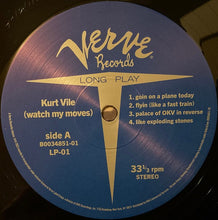 Verve
Records
LONG PLAY
Kurt Vile
(watch my moves)
side A
B0034851-01
LP-01
1. goin on a plane today
2. flyin (like a fast train)
3. palace of OKV in reverse
4. like exploding stones
33⅓ rpm
STEREO